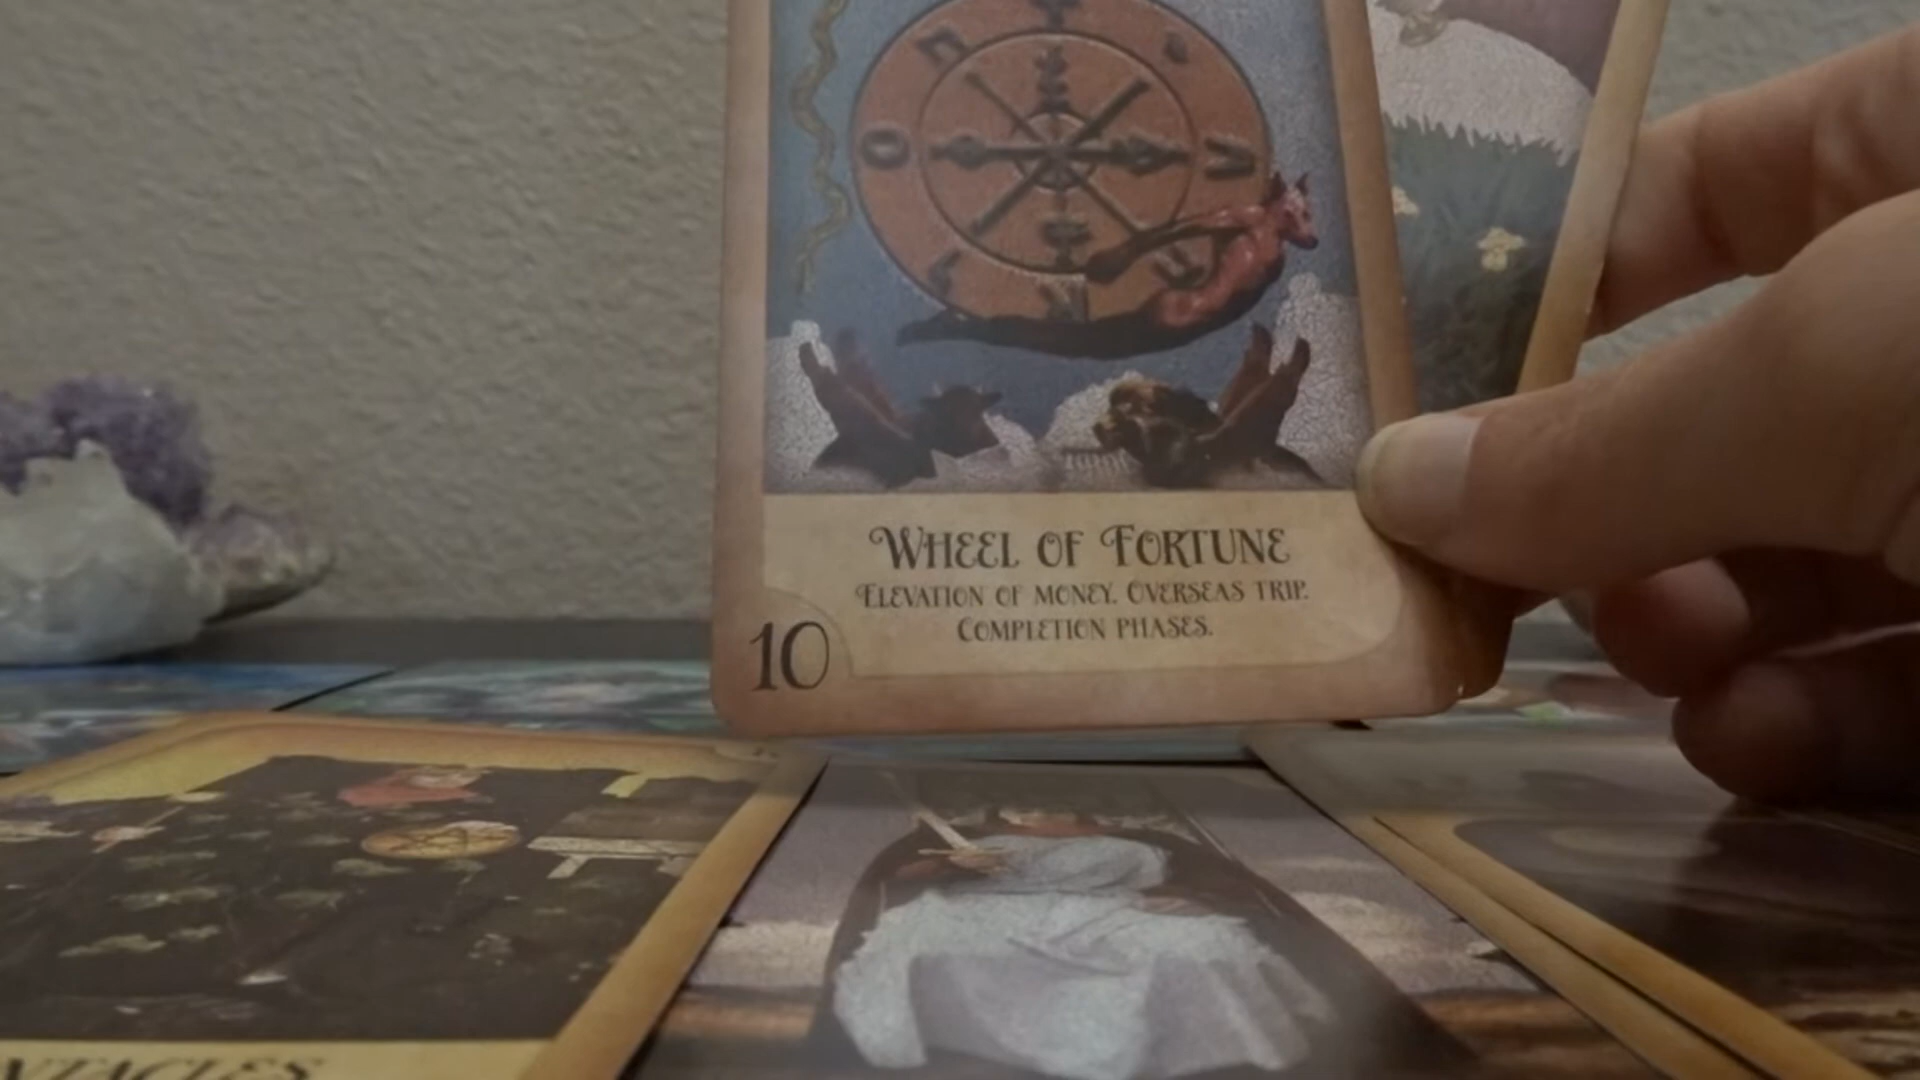 WHEEL OF FORTUNE
ELEVATION OF MONEY. OVERSEAS TRIP.
COMPLETION PHASES.
10